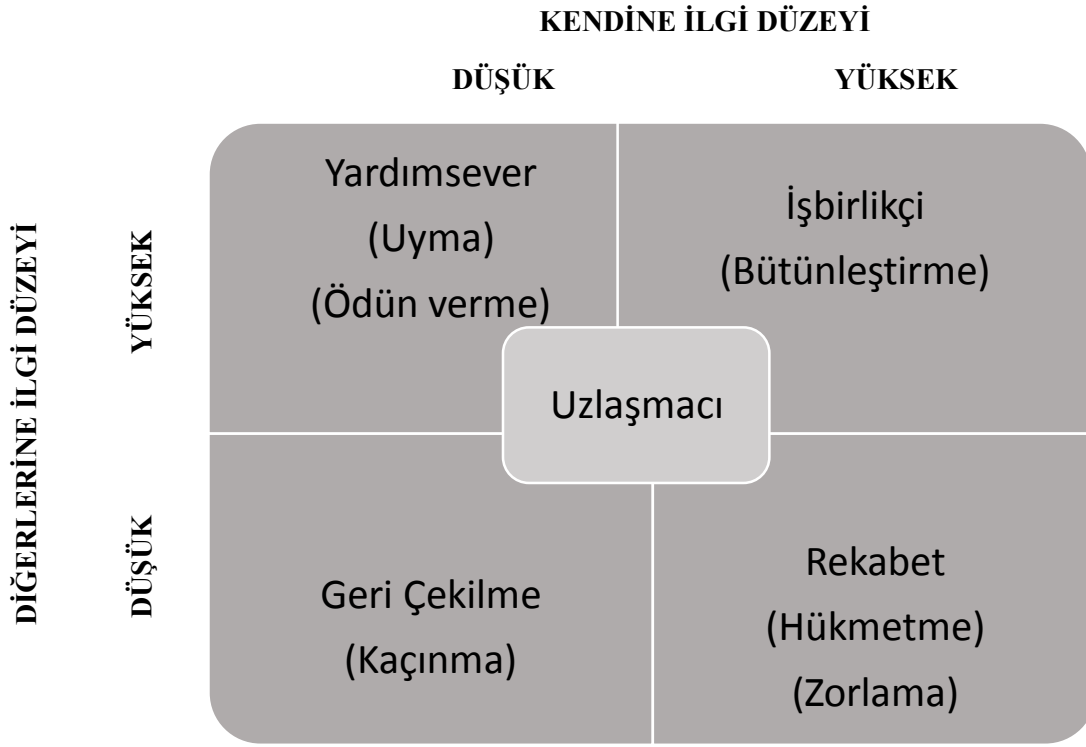 KENDİNE İLGİ DÜZEYİ
DÜŞÜK
YÜKSEK
DİĞERLERİNE İLGİ DÜZEYİ
YÜKSEK
DÜŞÜK
Yardımsever
(Uyma)
(Ödün verme)
İşbirlikçi
(Bütünleştirme)
Uzlaşmacı
Geri Çekilme
(Kaçınma)
Rekabet
(Hükmetme)
(Zorlama)